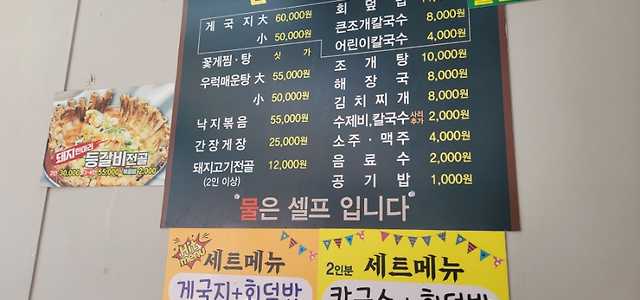 게국지 大 60,000원
小 50,000원
꽃게찜·탕 싯가
우럭매운탕 大 55,000원
小 50,000원
낙지볶음 55,000원
간장게장 25,000원
돼지고기전골 12,000원
(2인 이상)
회덮밥
큰조개칼국수 8,000원
어린이칼국수 4,000원
조개탕 10,000원
해장국 8,000원
김치찌개 8,000원
수제비,칼국수 사리추가 2,000원
소주·맥주 4,000원
음료수 2,000원
공기밥 1,000원
"물은 셀프 입니다"
돼지한마리
등갈비전골
30,000 55,000 2,000
Hit menu
세트메뉴
게국지+회덮밥
2인분 세트메뉴
칼국수+회덮밥